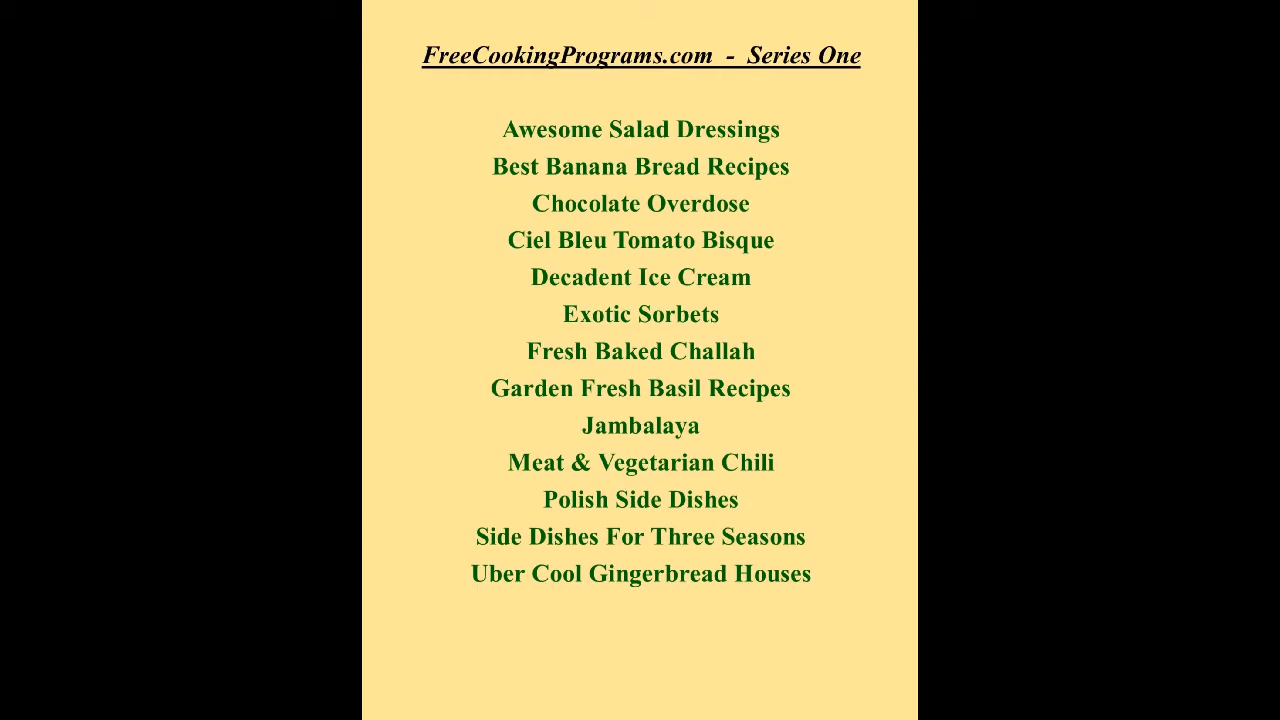 FreeCookingPrograms.com - Series One
Awesome Salad Dressings
Best Banana Bread Recipes
Chocolate Overdose
Ciel Bleu Tomato Bisque
Decadent Ice Cream
Exotic Sorbets
Fresh Baked Challah
Garden Fresh Basil Recipes
Jambalaya
Meat & Vegetarian Chili
Polish Side Dishes
Side Dishes For Three Seasons
Uber Cool Gingerbread Houses